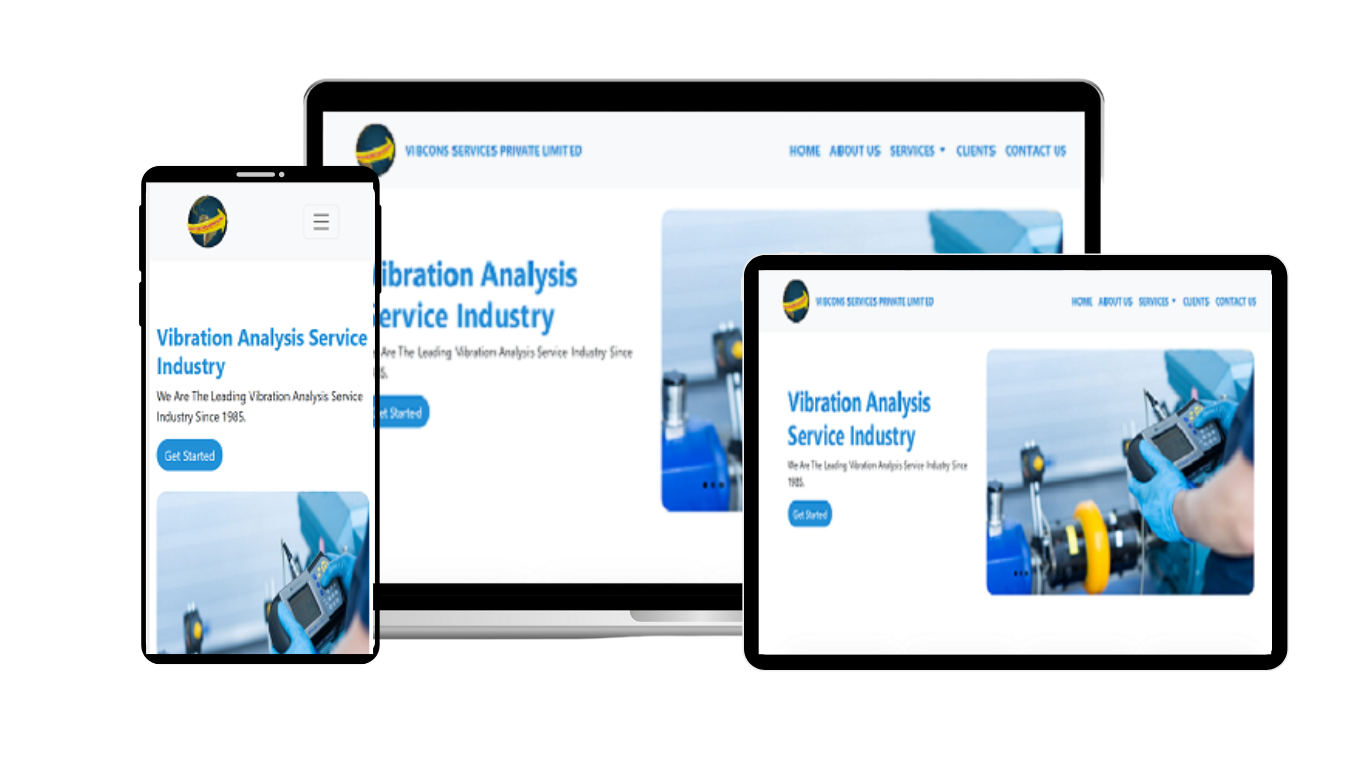 VIBCONS SERVICES PRIVATE LIMITED
HOME ABOUT US SERVICES CLIENTS CONTACT US
ibration Analysis
ervice Industry
Are The Leading Vibration Analysis Service Industry Since
5.
et Started
Vibration Analysis Service
Industry
We Are The Leading Vibration Analysis Service
Industry Since 1985.
Get Started
VIBCONS SERVICES PRIVATE LIMITED
HOME ABOUT US SERVICES CLIENTS CONTACT US
Vibration Analysis
Service Industry
We Are The Leading Vibration Analysis Service Industry Since
1985.
Get Started